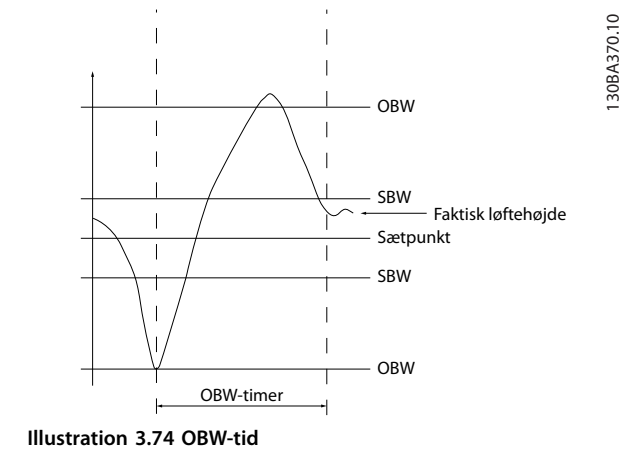 130BA370.10
OBW
SBW
Faktisk løftehøjde
Sætpunkt
SBW
OBW
OBW-timer
Illustration 3.74 OBW-tid